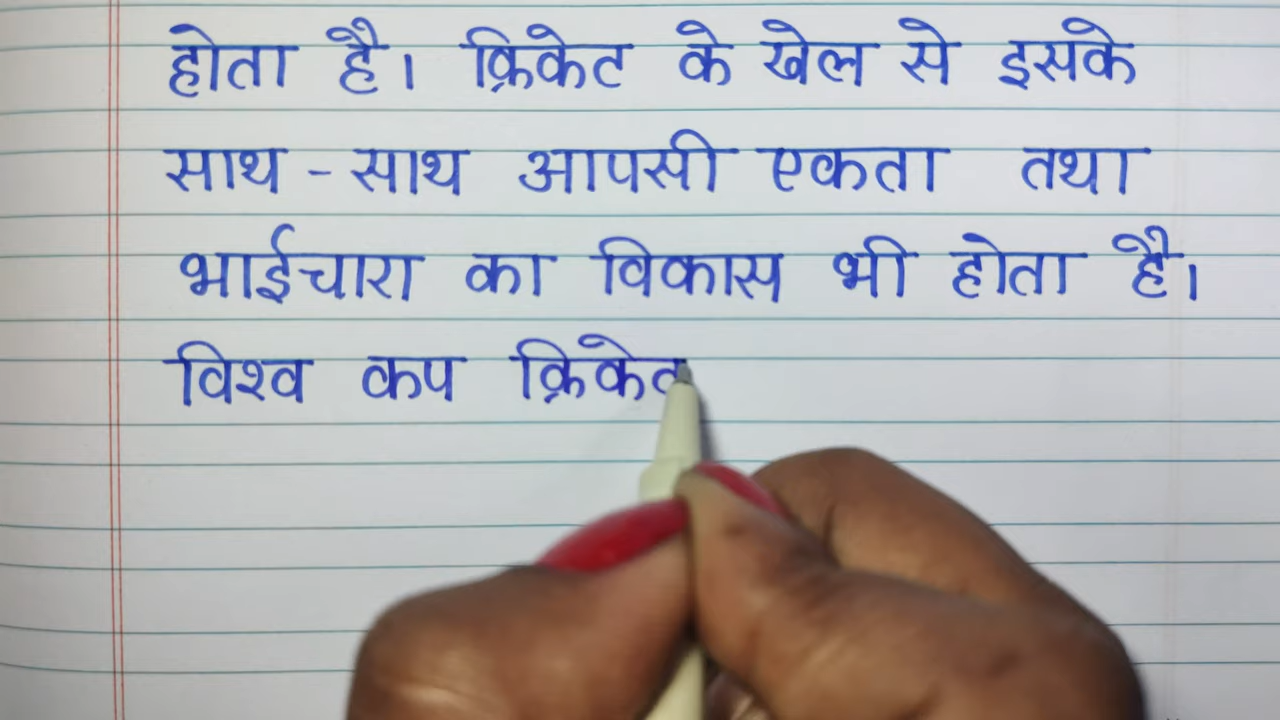 होता है। क्रिकेट के खेल से इसके
साथ - साथ आपसी एकता तथा
भाईचारा का विकास भी होता है।
विश्व कप क्रिकेट